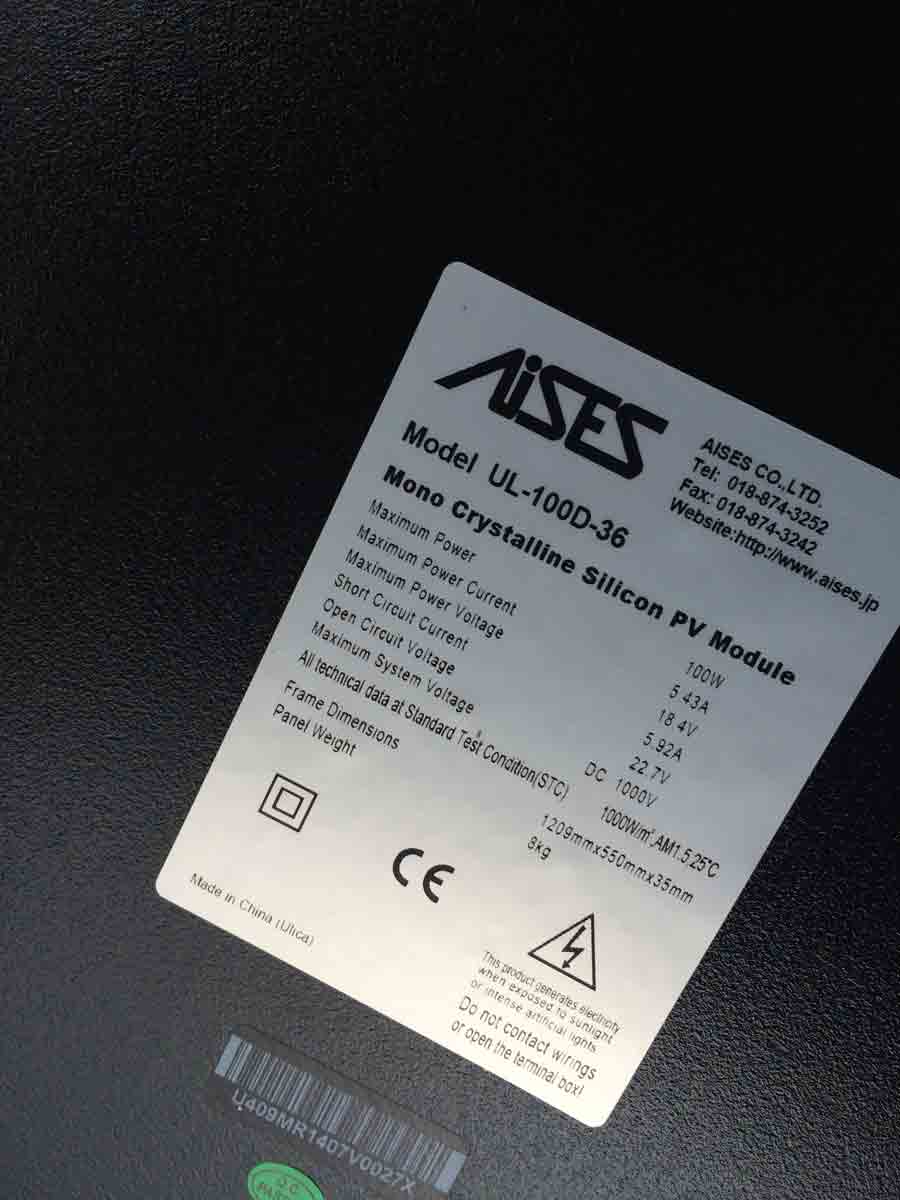 AiSES
AISES CO.,LTD.
Tel: 018-874-3252
Fax: 018-874-3242
Website:http://www.aises.jp
Model UL-100D-36
Mono Crystalline Silicon PV Module
Maximum Power 100W
Maximum Power Current 5.43A
Maximum Power Voltage 18.4V
Short Circuit Current 5.92A
Open Circuit Voltage 22.7V
Maximum System Voltage DC 1000V
All technical data at Standard Test Condition(STC) 1000W/m²,AM1.5,25℃
Frame Dimensions 1209mmx550mmx35mm
Panel Weight 8kg
CE
Made in China (Ulica)
This product generates electricity
when exposed to sunlight
or intense artificial lights
Do not contact wirings
or open the terminal box!
U409MR1407V0027X
Q.C